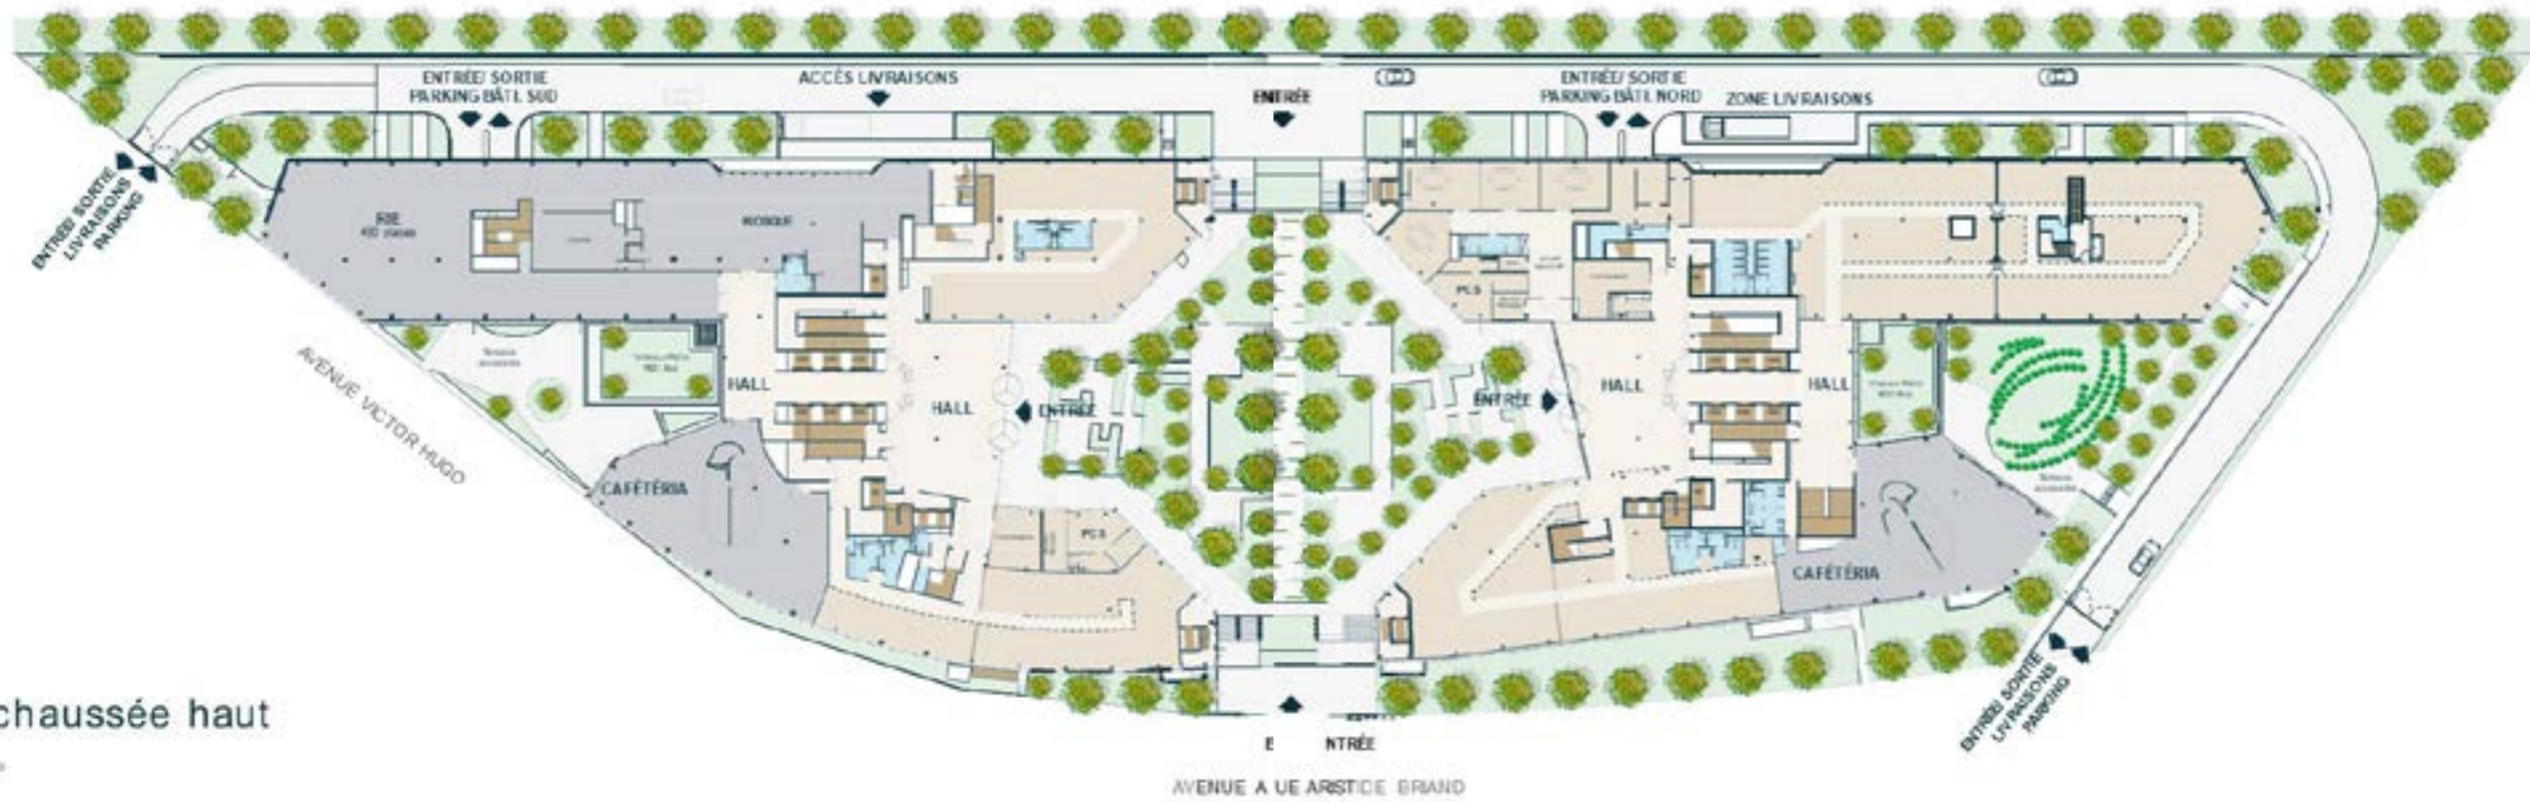 ENTRÉE/ SORTIE
PARKING BÂTI. SUD
ACCÈS LIVRAISONS
ENTRÉE
ENTRÉE/ SORTIE
PARKING BÂTI. NORD
ZONE LIVRAISONS
ENTRÉE/ SORTIE
LIVRAISONS
PARKING
RIE
KIOSQUE
PCS
AVENUE VICTOR HUGO
HALL
HALL
ENTRÉE
ENTRÉE
HALL
HALL
CAFÉTÉRIA
PCS
CAFÉTÉRIA
ENTRÉE/ SORTIE
LIVRAISONS
PARKING
chaussée haut
E NTRÉE
AVENUE A UE ARISTIDE BRIAND